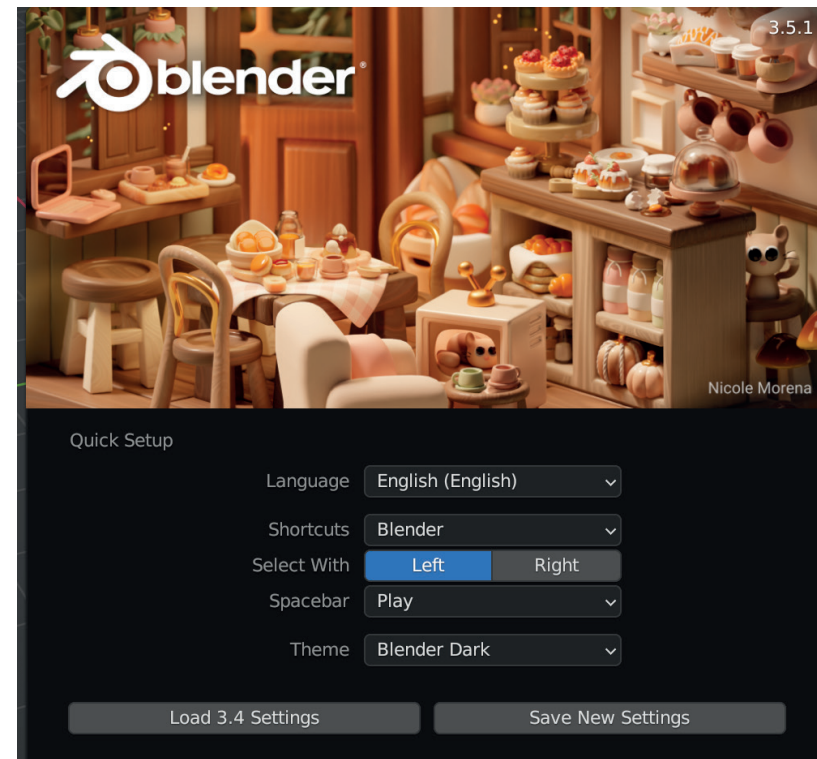 3.5.1
blender®
Nicole Morena
Quick Setup
Language English (English)
Shortcuts Blender
Select With Left Right
Spacebar Play
Theme Blender Dark
Load 3.4 Settings Save New Settings